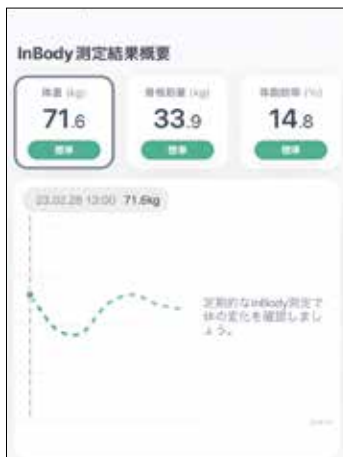 InBody 測定結果概要
体重 (kg)
71.6
標準
骨格筋量 (kg)
33.9
標準
体脂肪率 (%)
14.8
標準
23.02.28 13:00 71.6kg
定期的なInBody測定で
体の変化を確認しまし
ょう。